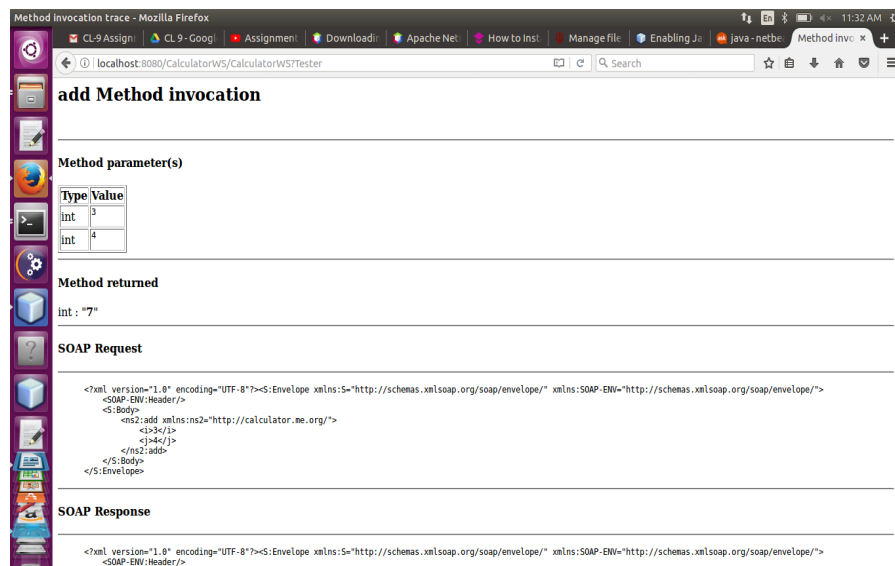 Method invocation trace - Mozilla Firefox
En
11:32 AM
CL-9 Assignm
CL 9 - Googl
Assignment
Downloadin
Apache Net
How to Inst
Manage file
Enabling Ja
java - netbe
Method invo ×
+
localhost:8080/CalculatorWS/CalculatorWS?Tester
Search
add Method invocation
Method parameter(s)
Type Value
int 3
int 4
Method returned
int : "7"
SOAP Request
<?xml version="1.0" encoding="UTF-8"?><S:Envelope xmlns:S="http://schemas.xmlsoap.org/soap/envelope/" xmlns:SOAP-ENV="http://schemas.xmlsoap.org/soap/envelope/">
<SOAP-ENV:Header/>
<S:Body>
<ns2:add xmlns:ns2="http://calculator.me.org/">
<i>3</i>
<j>4</j>
</ns2:add>
</S:Body>
</S:Envelope>
SOAP Response
<?xml version="1.0" encoding="UTF-8"?><S:Envelope xmlns:S="http://schemas.xmlsoap.org/soap/envelope/" xmlns:SOAP-ENV="http://schemas.xmlsoap.org/soap/envelope/">
<SOAP-ENV:Header/>